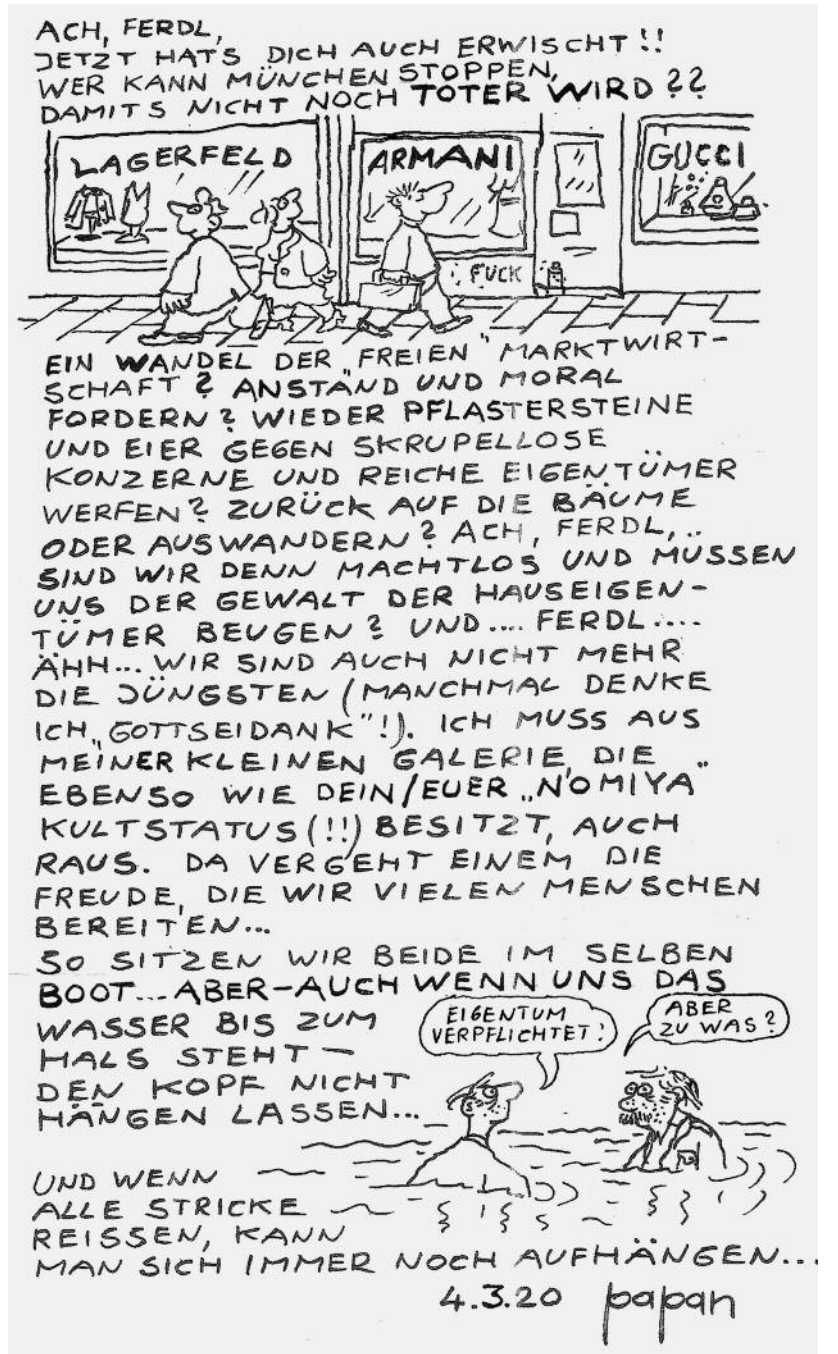 ACH, FERDL,
JETZT HATS DICH AUCH ERWISCHT!!
WER KANN MÜNCHEN STOPPEN,
DAMITS NICHT NOCH TOTER WIRD??
LAGERFELD
ARMANI
GUCCI
FUCK
EIN WANDEL DER „FREIEN" MARKTWIRT-
SCHAFT? ANSTAND UND MORAL
FORDERN? WIEDER PFLASTERSTEINE
UND EIER GEGEN SKRUPELLOSE
KONZERNE UND REICHE EIGENTÜMER
WERFEN? ZURÜCK AUF DIE BÄUME
ODER AUSWANDERN? ACH, FERDL,
SIND WIR DENN MACHTLOS UND MÜSSEN
UNS DER GEWALT DER HAUSEIGEN-
TÜMER BEUGEN? UND.... FERDL....
ÄHH... WIR SIND AUCH NICHT MEHR
DIE JÜNGSTEN (MANCHMAL DENKE
ICH „GOTTSEIDANK"!). ICH MUSS AUS
MEINER KLEINEN GALERIE, DIE
EBENSO WIE DEIN/EUER „NOMIYA"
KULTSTATUS(!!) BESITZT, AUCH
RAUS. DA VERGEHT EINEM DIE
FREUDE, DIE WIR VIELEN MENSCHEN
BEREITEN...
SO SITZEN WIR BEIDE IM SELBEN
BOOT... ABER-AUCH WENN UNS DAS
WASSER BIS ZUM
HALS STEHT —
DEN KOPF NICHT
HÄNGEN LASSEN...
EIGENTUM
VERPFLICHTET!
ABER
ZU WAS?
UND WENN
ALLE STRICKE
REISSEN, KANN
MAN SICH IMMER NOCH AUFHÄNGEN...
4.3.20 papan